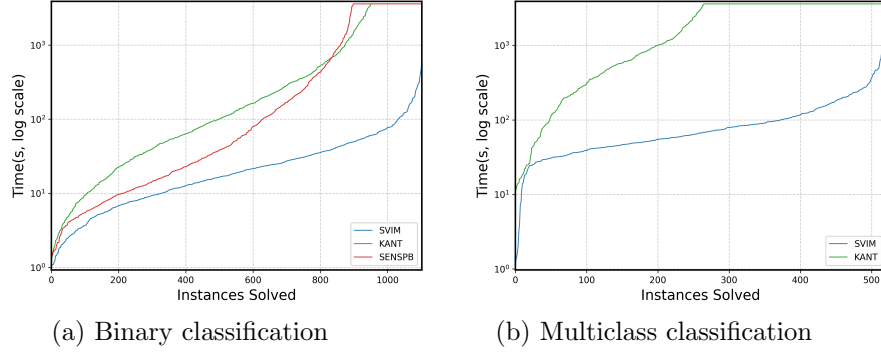 Time(s, log scale)
10³
10²
10¹
10⁰
0 200 400 600 800 1000
Instances Solved
SVIM
KANT
SENSPB
(a) Binary classification
Time(s, log scale)
10³
10²
10¹
10⁰
0 100 200 300 400 500
Instances Solved
SVIM
KANT
(b) Multiclass classification